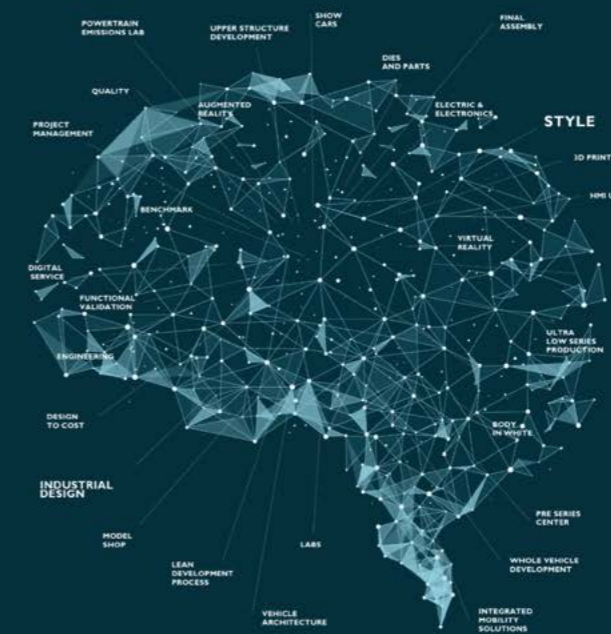 SHOW
CARS
FINAL
ASSEMBLY
POWERTRAIN
EMISSIONS LAB
UPPER STRUCTURE
DEVELOPMENT
DIES
AND PARTS
QUALITY
AUGMENTED
REALITY
ELECTRIC &
ELECTRONICS
STYLE
PROJECT
MANAGEMENT
3D PRINT
HMI
BENCHMARK
VIRTUAL
REALITY
DIGITAL
SERVICE
FUNCTIONAL
VALIDATION
ENGINEERING
ULTRA
LOW SERIES
PRODUCTION
DESIGN
TO COST
BODY
IN WHITE
INDUSTRIAL
DESIGN
PRE SERIES
CENTER
MODEL
SHOP
LABS
LEAN
DEVELOPMENT
PROCESS
WHOLE VEHICLE
DEVELOPMENT
VEHICLE
ARCHITECTURE
INTEGRATED
MOBILITY
SOLUTIONS